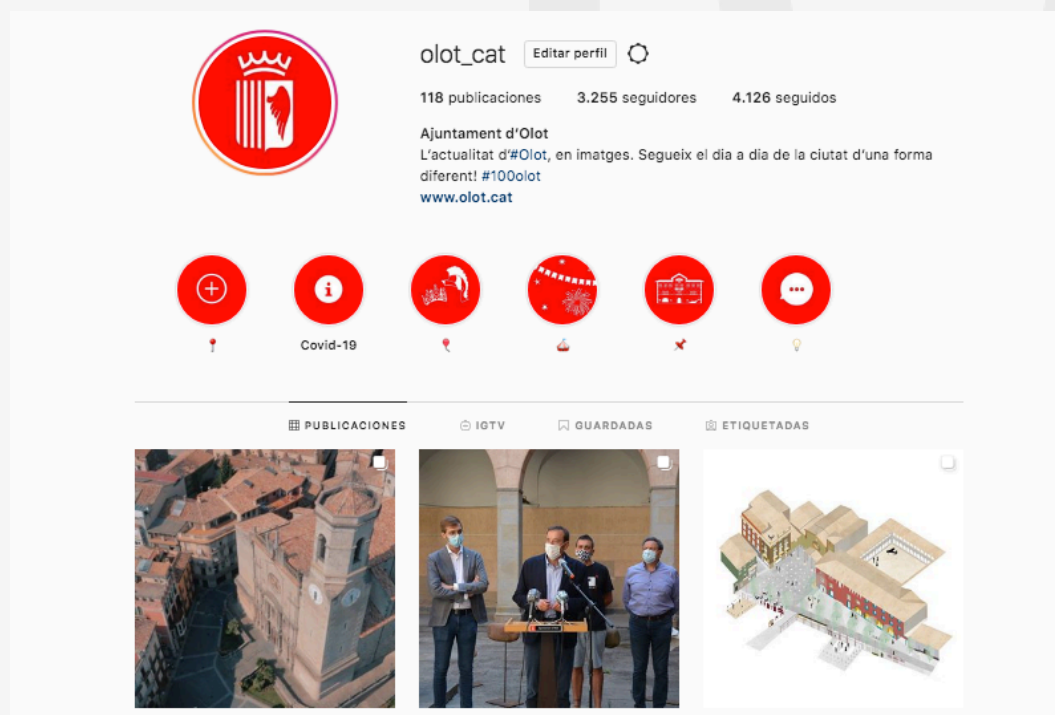 olot_cat Editar perfil
118 publicaciones 3.255 seguidores 4.126 seguidos
Ajuntament d'Olot
L'actualitat d'#Olot, en imatges. Segueix el dia a dia de la ciutat d'una forma
diferent! #100olot
www.olot.cat
Covid-19
PUBLICACIONES IGTV GUARDADAS ETIQUETADAS